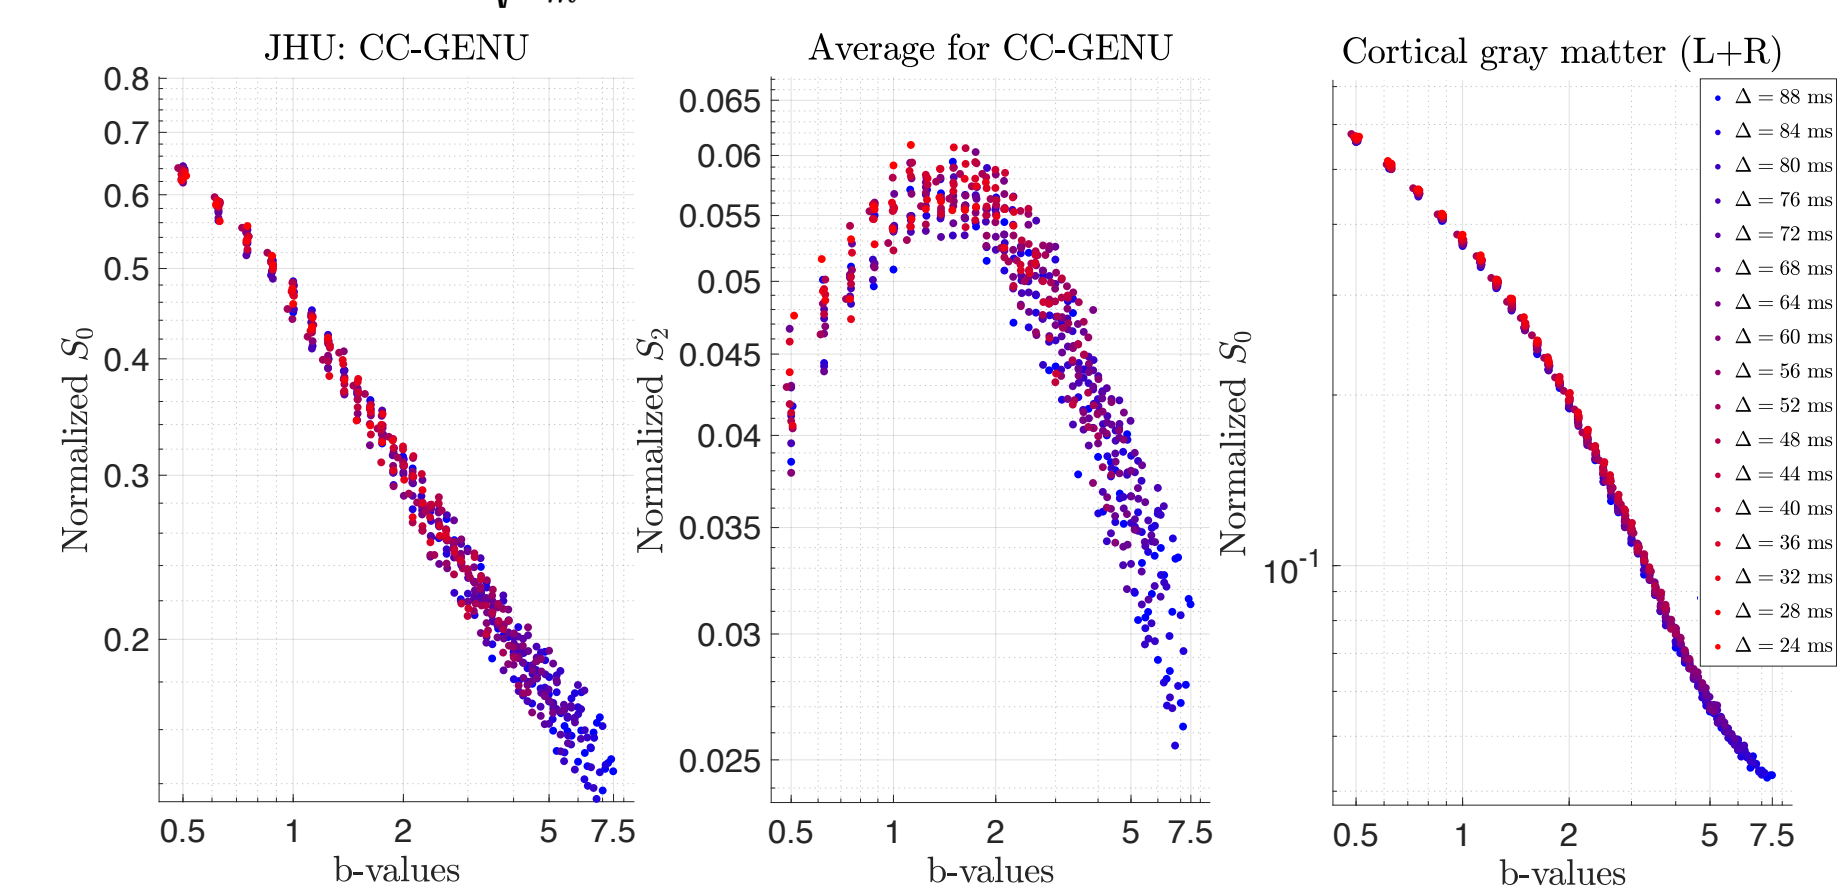 JHU: CC-GENU
0.8
0.7
0.6
0.5
0.4
0.3
0.2
Normalized S₀
0.5 1 2 5 7.5
b-values
Average for CC-GENU
0.065
0.06
0.055
0.05
0.045
0.04
0.035
0.03
0.025
Normalized S₂
0.5 1 2 5 7.5
b-values
Cortical gray matter (L+R)
10⁻¹
Normalized S₀
0.5 1 2 5 7.5
b-values
Δ = 88 ms
Δ = 84 ms
Δ = 80 ms
Δ = 76 ms
Δ = 72 ms
Δ = 68 ms
Δ = 64 ms
Δ = 60 ms
Δ = 56 ms
Δ = 52 ms
Δ = 48 ms
Δ = 44 ms
Δ = 40 ms
Δ = 36 ms
Δ = 32 ms
Δ = 28 ms
Δ = 24 ms